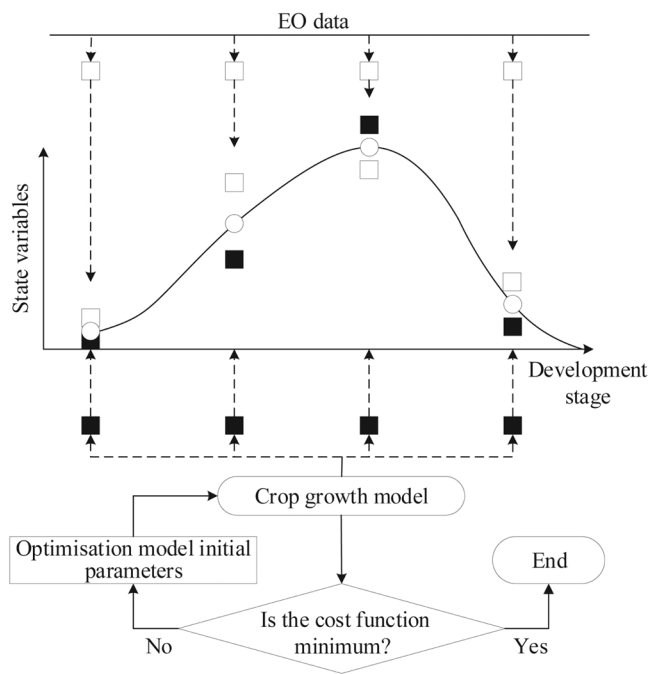 EO data
State variables
Development
stage
Crop growth model
Optimisation model initial
parameters
End
Is the cost function
minimum?
No
Yes